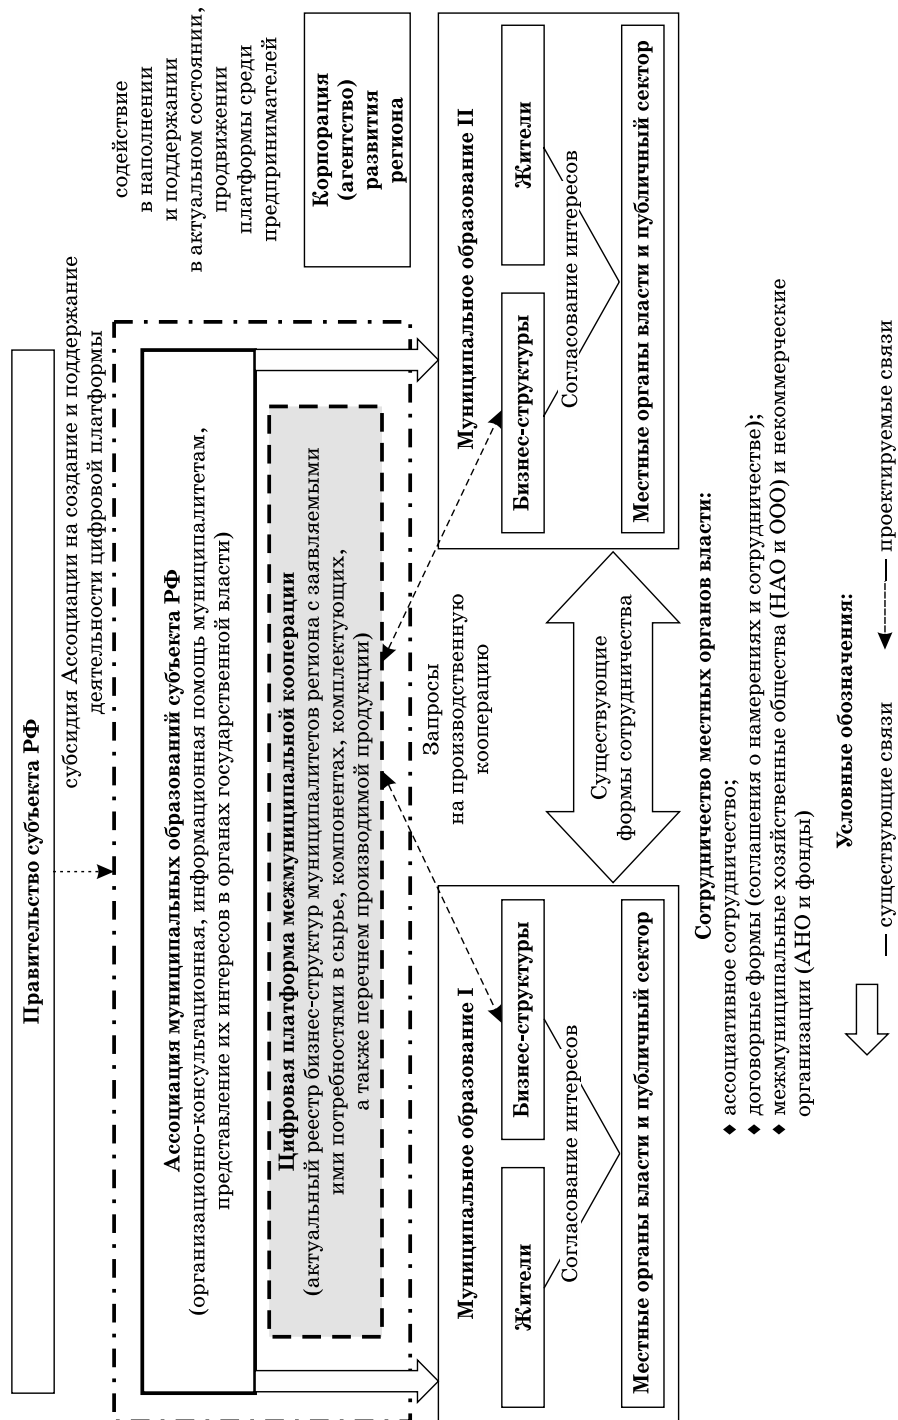 Правительство субъекта РФ
субсидия Ассоциации на создание и поддержание
деятельности цифровой платформы
содействие
в наполнении
и поддержании
в актуальном состоянии,
продвижении
платформы среди
предпринимателей
Ассоциация муниципальных образований субъекта РФ
(организационно-консультационная, информационная помощь муниципалитетам,
представление их интересов в органах государственной власти)
Цифровая платформа межмуниципальной кооперации
(актуальный реестр бизнес-структур муниципалитетов региона с заявляемыми
ими потребностями в сырье, компонентах, комплектующих,
а также перечнем производимой продукции)
Корпорация
(агентство)
развития
региона
Запросы
на производственную
кооперацию
Муниципальное образование I
Жители
Бизнес-структуры
Согласование интересов
Местные органы власти и публичный сектор
Существующие
формы сотрудничества
Муниципальное образование II
Бизнес-структуры
Жители
Согласование интересов
Местные органы власти и публичный сектор
Сотрудничество местных органов власти:
♦ ассоциативное сотрудничество;
♦ договорные формы (соглашения о намерениях и сотрудничестве);
♦ межмуниципальные хозяйственные общества (НАО и ООО) и некоммерческие
организации (АНО и фонды)
Условные обозначения:
— существующие связи
— проектируемые связи